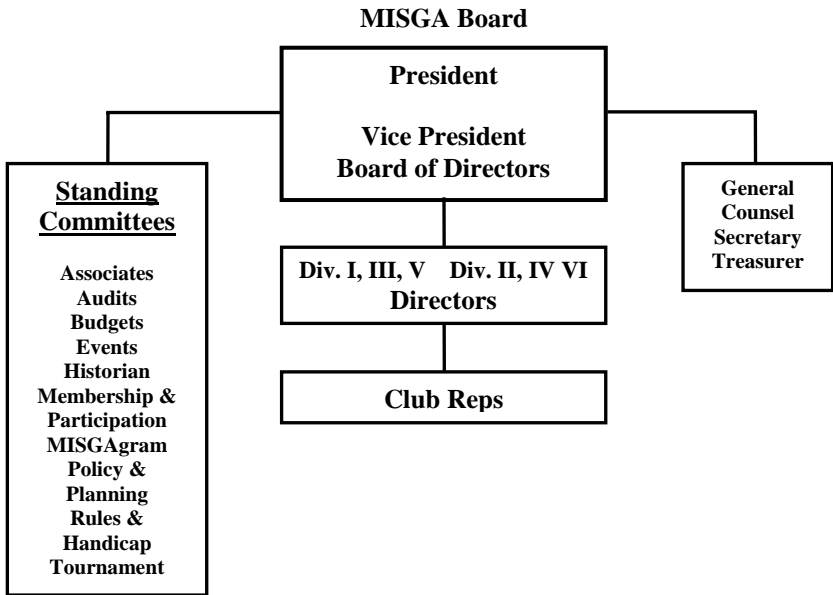 MISGA Board
President
Vice President
Board of Directors
Standing
Committees
Associates
Audits
Budgets
Events
Historian
Membership &
Participation
MISGAgram
Policy &
Planning
Rules &
Handicap
Tournament
Div. I, III, V Div. II, IV VI
Directors
Club Reps
General
Counsel
Secretary
Treasurer